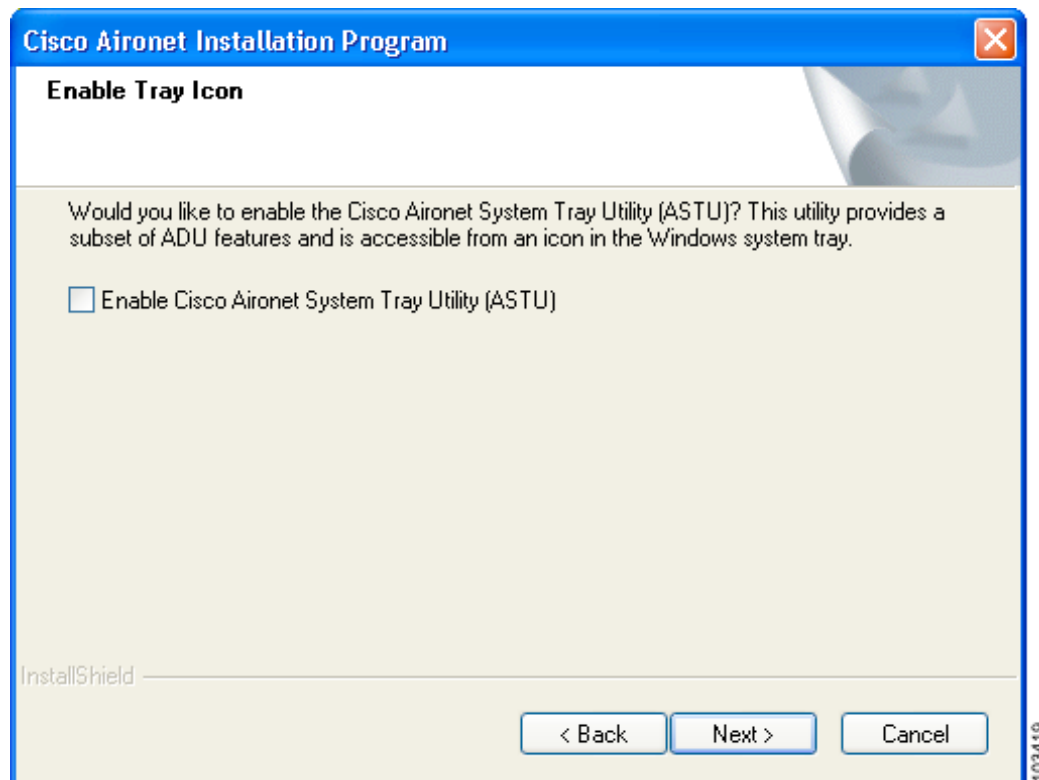 Cisco Aironet Installation Program
Enable Tray Icon
Would you like to enable the Cisco Aironet System Tray Utility (ASTU)? This utility provides a
subset of ADU features and is accessible from an icon in the Windows system tray.
Enable Cisco Aironet System Tray Utility (ASTU)
InstallShield
< Back
Next >
Cancel
103419